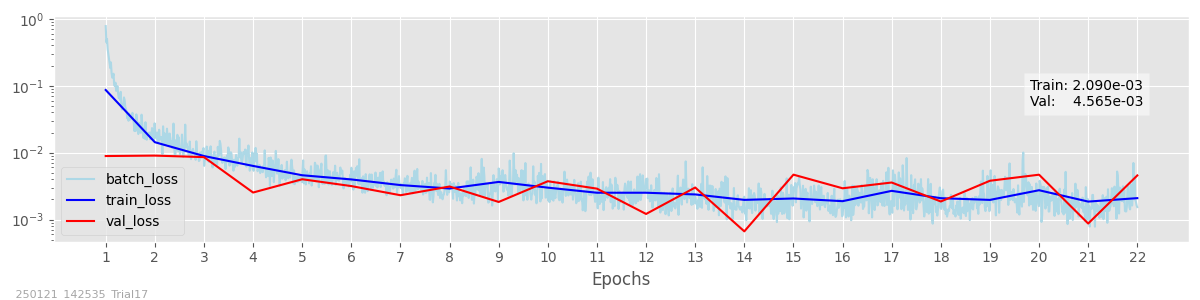 10⁰
10⁻¹
10⁻²
10⁻³
Train: 2.090e-03
Val: 4.565e-03
batch_loss
train_loss
val_loss
1 2 3 4 5 6 7 8 9 10 11 12 13 14 15 16 17 18 19 20 21 22
Epochs
250121_142535_Trial17